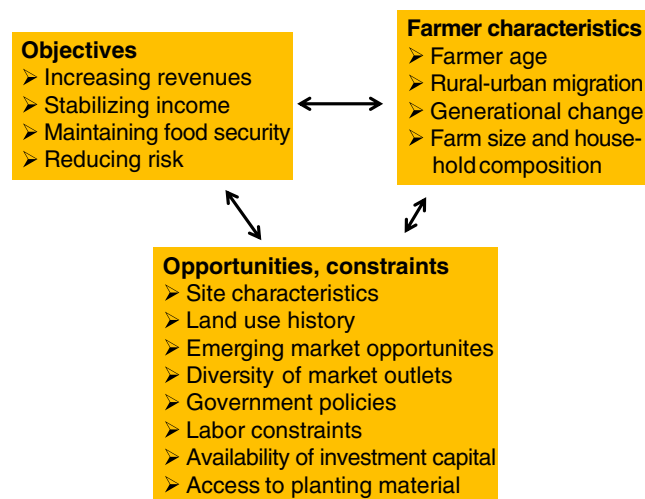 Objectives
➢ Increasing revenues
➢ Stabilizing income
➢ Maintaining food security
➢ Reducing risk
Farmer characteristics
➢ Farmer age
➢ Rural-urban migration
➢ Generational change
➢ Farm size and house-
hold composition
Opportunities, constraints
➢ Site characteristics
➢ Land use history
➢ Emerging market opportunites
➢ Diversity of market outlets
➢ Government policies
➢ Labor constraints
➢ Availability of investment capital
➢ Access to planting material